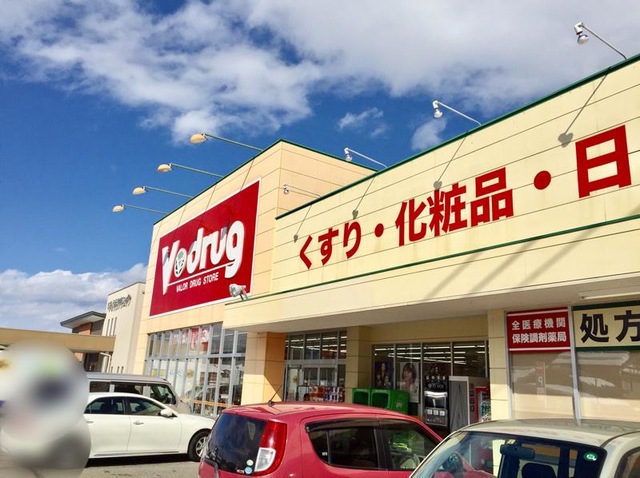 V drug
VALOR DRUG STORE
くすり・化粧品・日
全医療機関
保険調剤薬局
処方